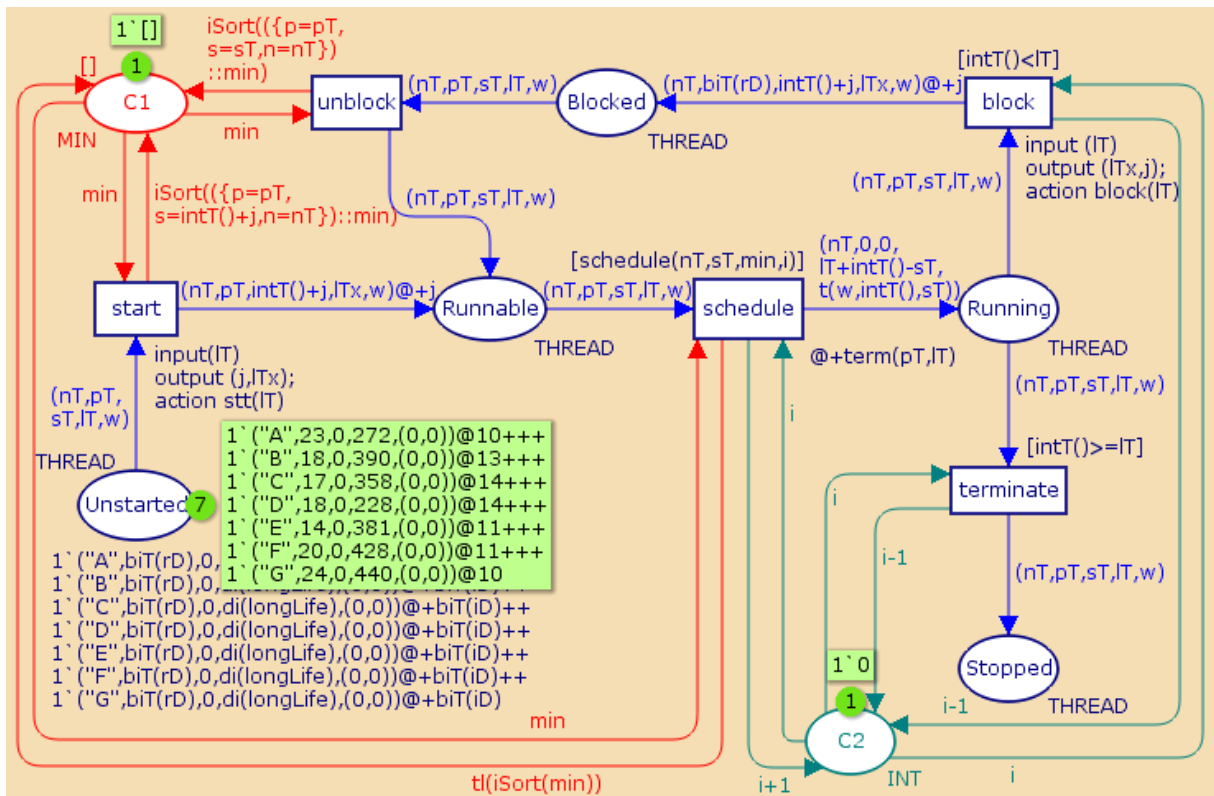 1`[]
1
[]
C1
MIN
iSort(({p=pT,
s=sT,n=nT})
::min)
min
unblock
(nT,pT,sT,lT,w)
Blocked
THREAD
(nT,biT(rD),intT()+j,lTx,w)@+j
[intT()<lT]
block
input (lT)
output (lTx,j);
action block(lT)
(nT,pT,sT,lT,w)
min
iSort(({p=pT,
s=intT()+j,n=nT})::min)
(nT,pT,sT,lT,w)
start
(nT,pT,intT()+j,lTx,w)@+j
Runnable
THREAD
[schedule(nT,sT,min,i)]
(nT,pT,sT,lT,w)
schedule
(nT,0,0,
lT+intT()-sT,
t(w,intT(),sT))
Running
THREAD
@+term(pT,lT)
input(lT)
output (j,lTx);
action stt(lT)
(nT,pT,
sT,lT,w)
i
(nT,pT,sT,lT,w)
THREAD
Unstarted
7
1`("A",23,0,272,(0,0))@10+++
1`("B",18,0,390,(0,0))@13+++
1`("C",17,0,358,(0,0))@14+++
1`("D",18,0,228,(0,0))@14+++
1`("E",14,0,381,(0,0))@11+++
1`("F",20,0,428,(0,0))@11+++
1`("G",24,0,440,(0,0))@10
1`("A",biT(rD),0,
1`("B",biT(rD),0,di(longLife),(0,0))@+biT(iD)++
1`("C",biT(rD),0,di(longLife),(0,0))@+biT(iD)++
1`("D",biT(rD),0,di(longLife),(0,0))@+biT(iD)++
1`("E",biT(rD),0,di(longLife),(0,0))@+biT(iD)++
1`("F",biT(rD),0,di(longLife),(0,0))@+biT(iD)++
1`("G",biT(rD),0,di(longLife),(0,0))@+biT(iD)
[intT()>=lT]
terminate
i
i-1
(nT,pT,sT,lT,w)
Stopped
THREAD
1`0
1
C2
INT
i-1
i
i+1
min
tl(iSort(min))